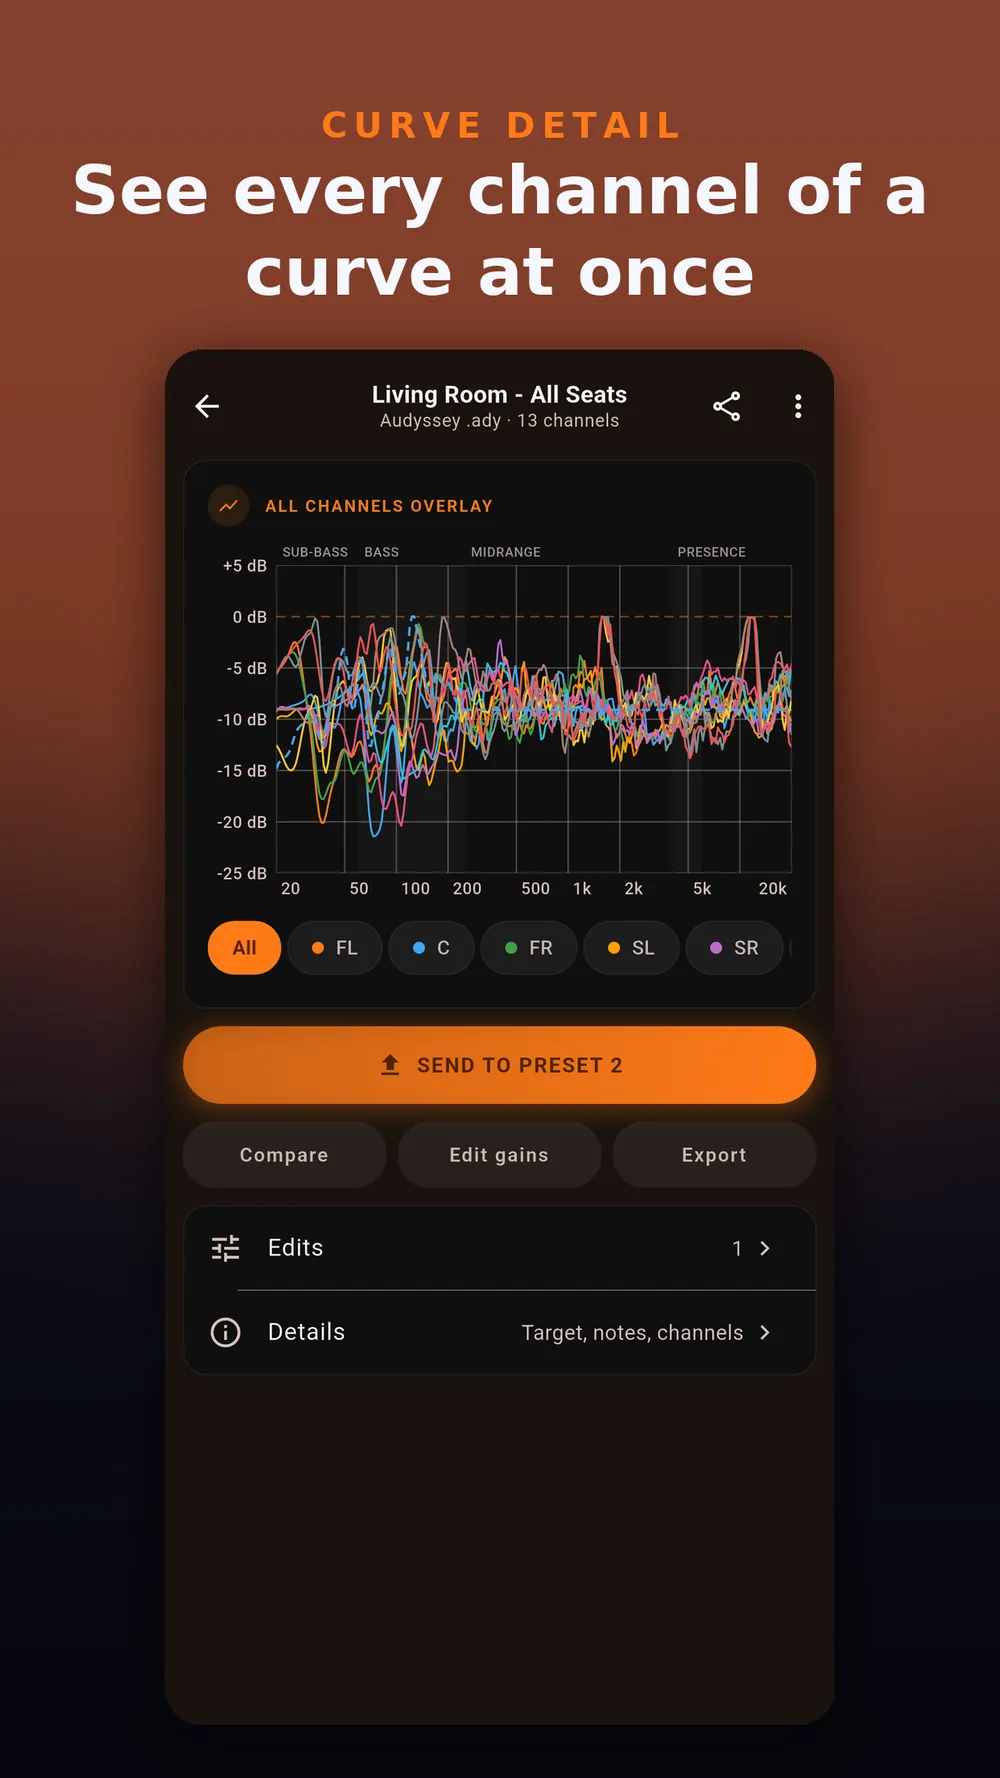 CURVE DETAIL
See every channel of a
curve at once
Living Room - All Seats
Audyssey .ady · 13 channels
ALL CHANNELS OVERLAY
SUB-BASS BASS MIDRANGE PRESENCE
+5 dB
0 dB
-5 dB
-10 dB
-15 dB
-20 dB
-25 dB
20 50 100 200 500 1k 2k 5k 20k
All FL C FR SL SR
SEND TO PRESET 2
Compare Edit gains Export
Edits 1
Details Target, notes, channels